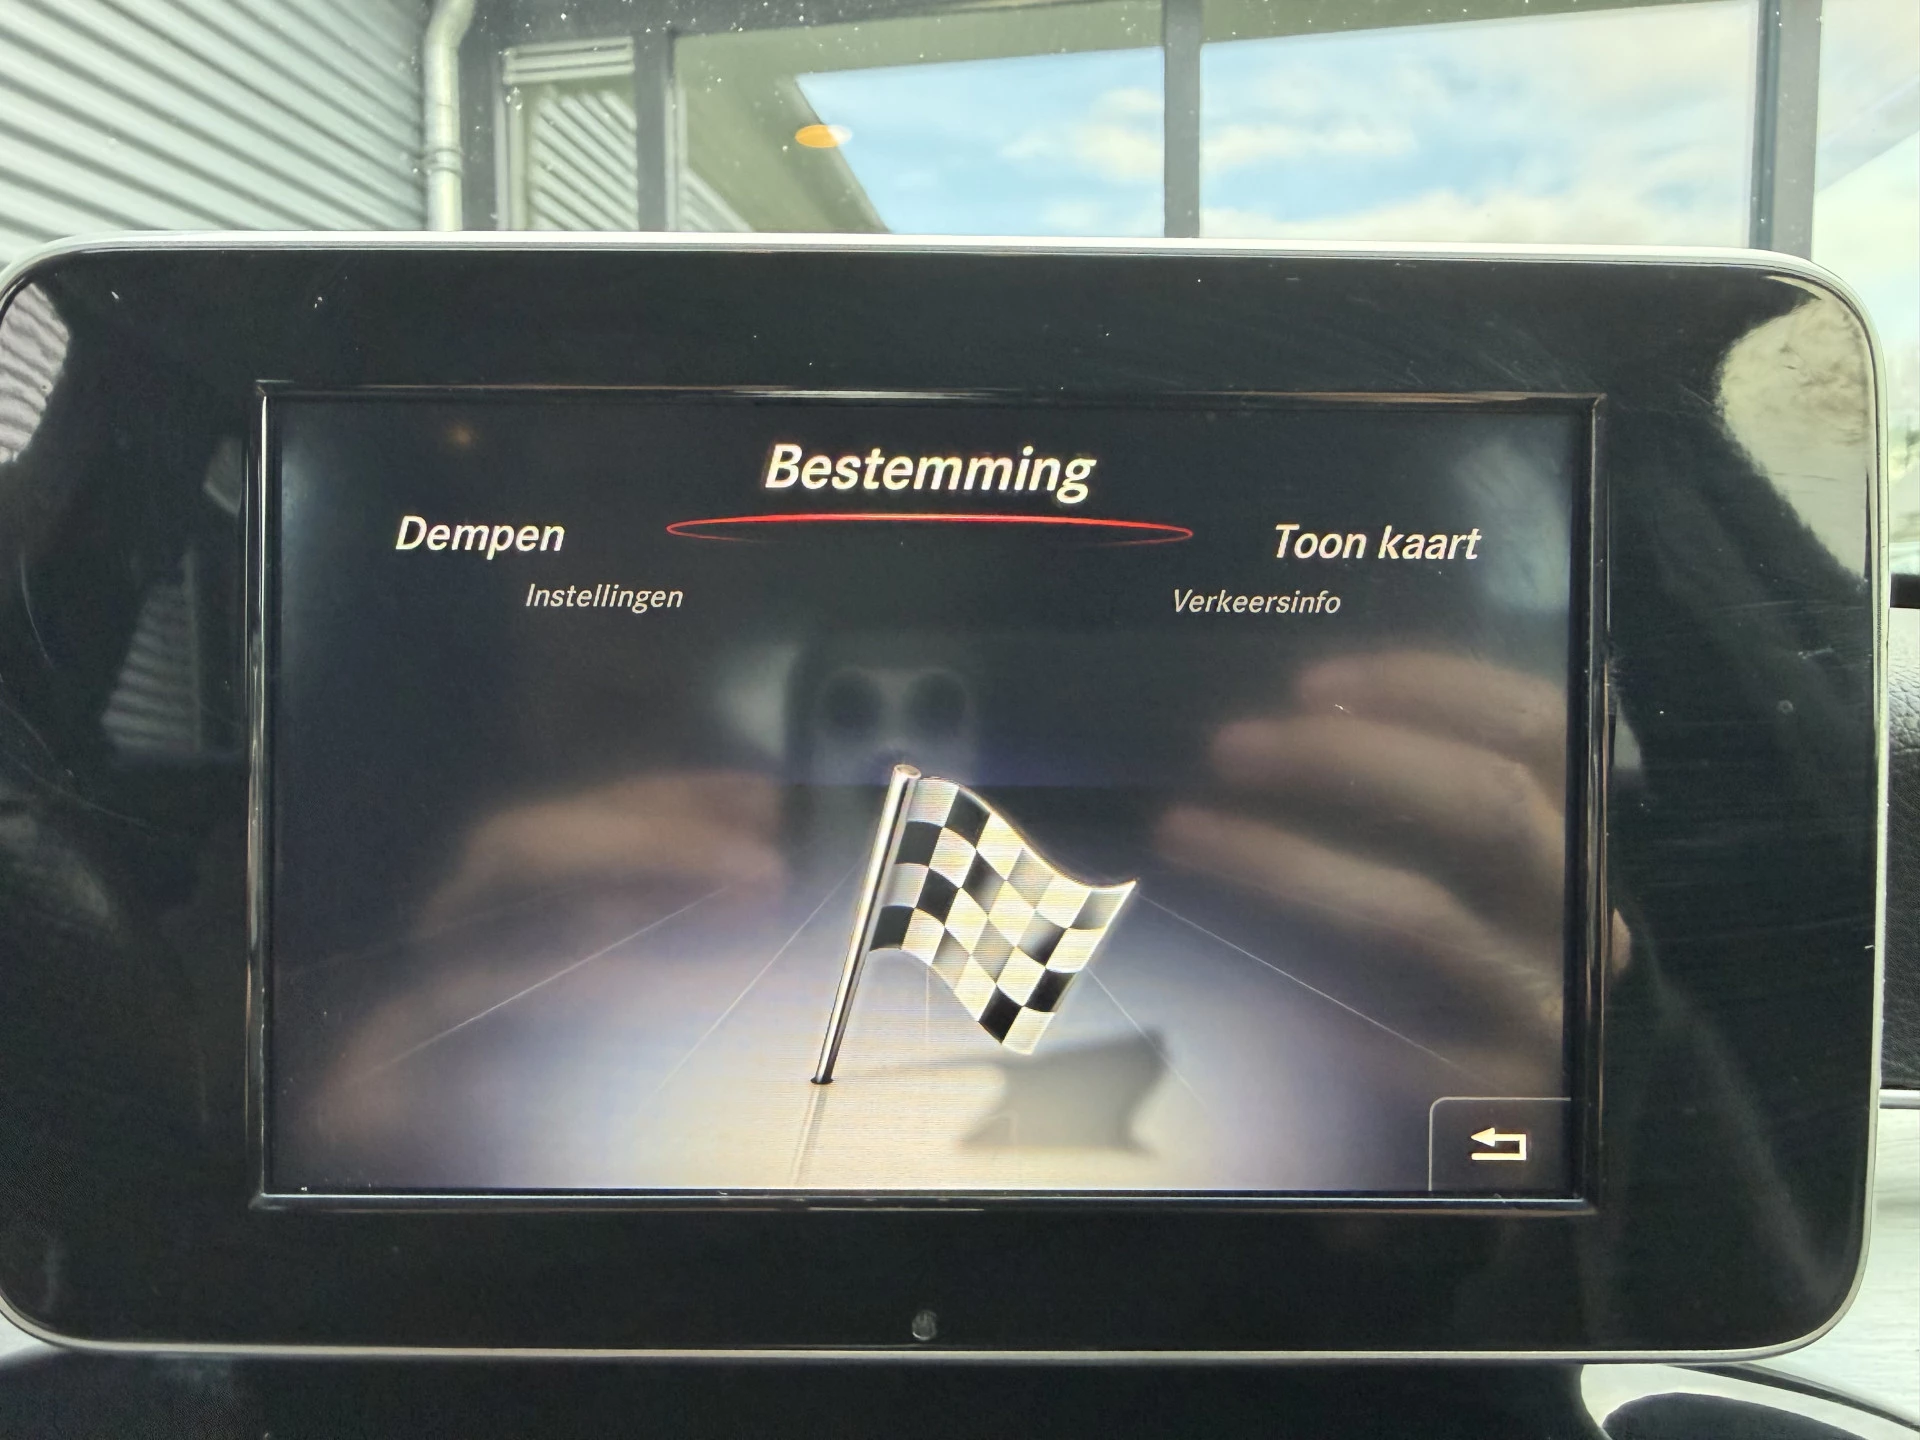 Bestemming
Dempen
Toon kaart
Instellingen
Verkeersinfo